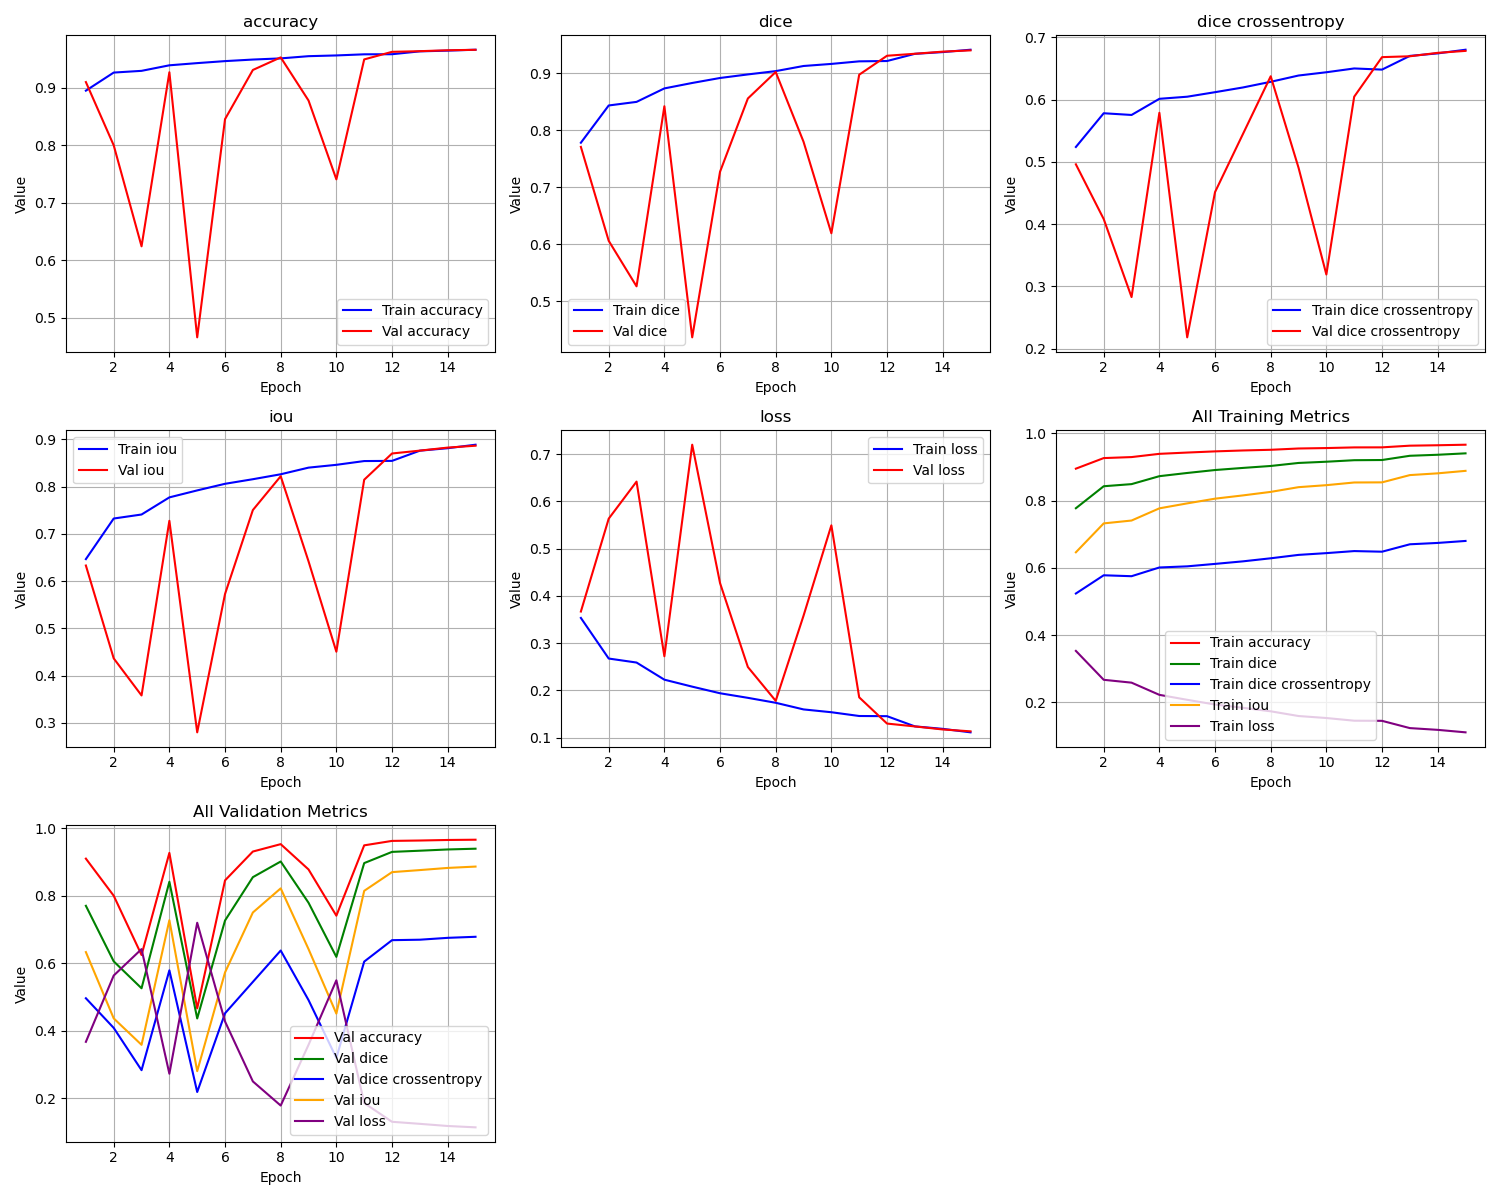 accuracy
Value
0.9
0.8
0.7
0.6
0.5
Train accuracy
Val accuracy
2 4 6 8 10 12 14
Epoch
dice
Value
0.9
0.8
0.7
0.6
0.5
Train dice
Val dice
2 4 6 8 10 12 14
Epoch
dice crossentropy
Value
0.7
0.6
0.5
0.4
0.3
0.2
Train dice crossentropy
Val dice crossentropy
2 4 6 8 10 12 14
Epoch
iou
Value
0.9
0.8
0.7
0.6
0.5
0.4
0.3
Train iou
Val iou
2 4 6 8 10 12 14
Epoch
loss
Value
0.7
0.6
0.5
0.4
0.3
0.2
0.1
Train loss
Val loss
2 4 6 8 10 12 14
Epoch
All Training Metrics
Value
1.0
0.8
0.6
0.4
0.2
Train accuracy
Train dice
Train dice crossentropy
Train iou
Train loss
2 4 6 8 10 12 14
Epoch
All Validation Metrics
Value
1.0
0.8
0.6
0.4
0.2
Val accuracy
Val dice
Val dice crossentropy
Val iou
Val loss
2 4 6 8 10 12 14
Epoch